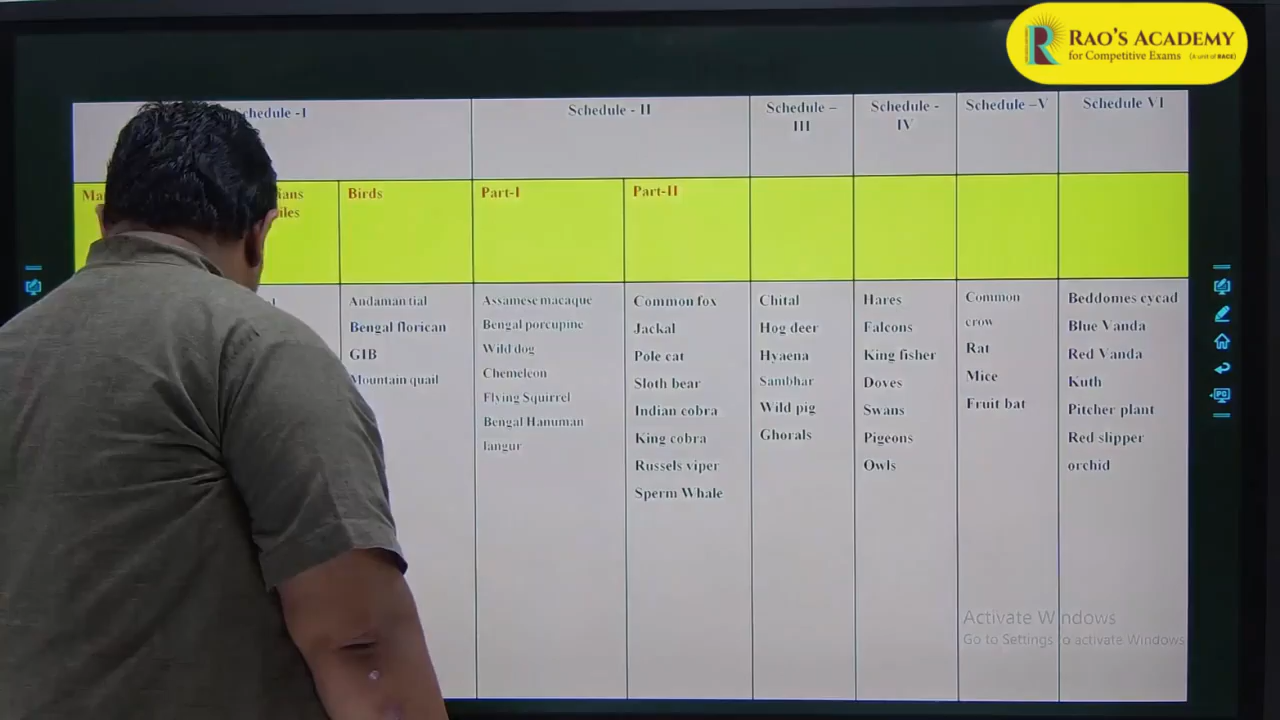 RAO'S ACADEMY
for Competitive Exams (A unit of RACE)
Schedule -I
Schedule - II
Schedule –
III
Schedule -
IV
Schedule –V
Schedule VI
Birds
Part-I
Part-II
Andaman tial
Bengal florican
GIB
Mountain quail
Assamese macaque
Bengal porcupine
Wild dog
Chemeleon
Flying Squirrel
Bengal Hanuman
langur
Common fox
Jackal
Pole cat
Sloth bear
Indian cobra
King cobra
Russels viper
Sperm Whale
Chital
Hog deer
Hyaena
Sambhar
Wild pig
Ghorals
Hares
Falcons
King fisher
Doves
Swans
Pigeons
Owls
Common
crow
Rat
Mice
Fruit bat
Beddomes cycad
Blue Vanda
Red Vanda
Kuth
Pitcher plant
Red slipper
orchid
Activate Windows
Go to Settings to activate Windows